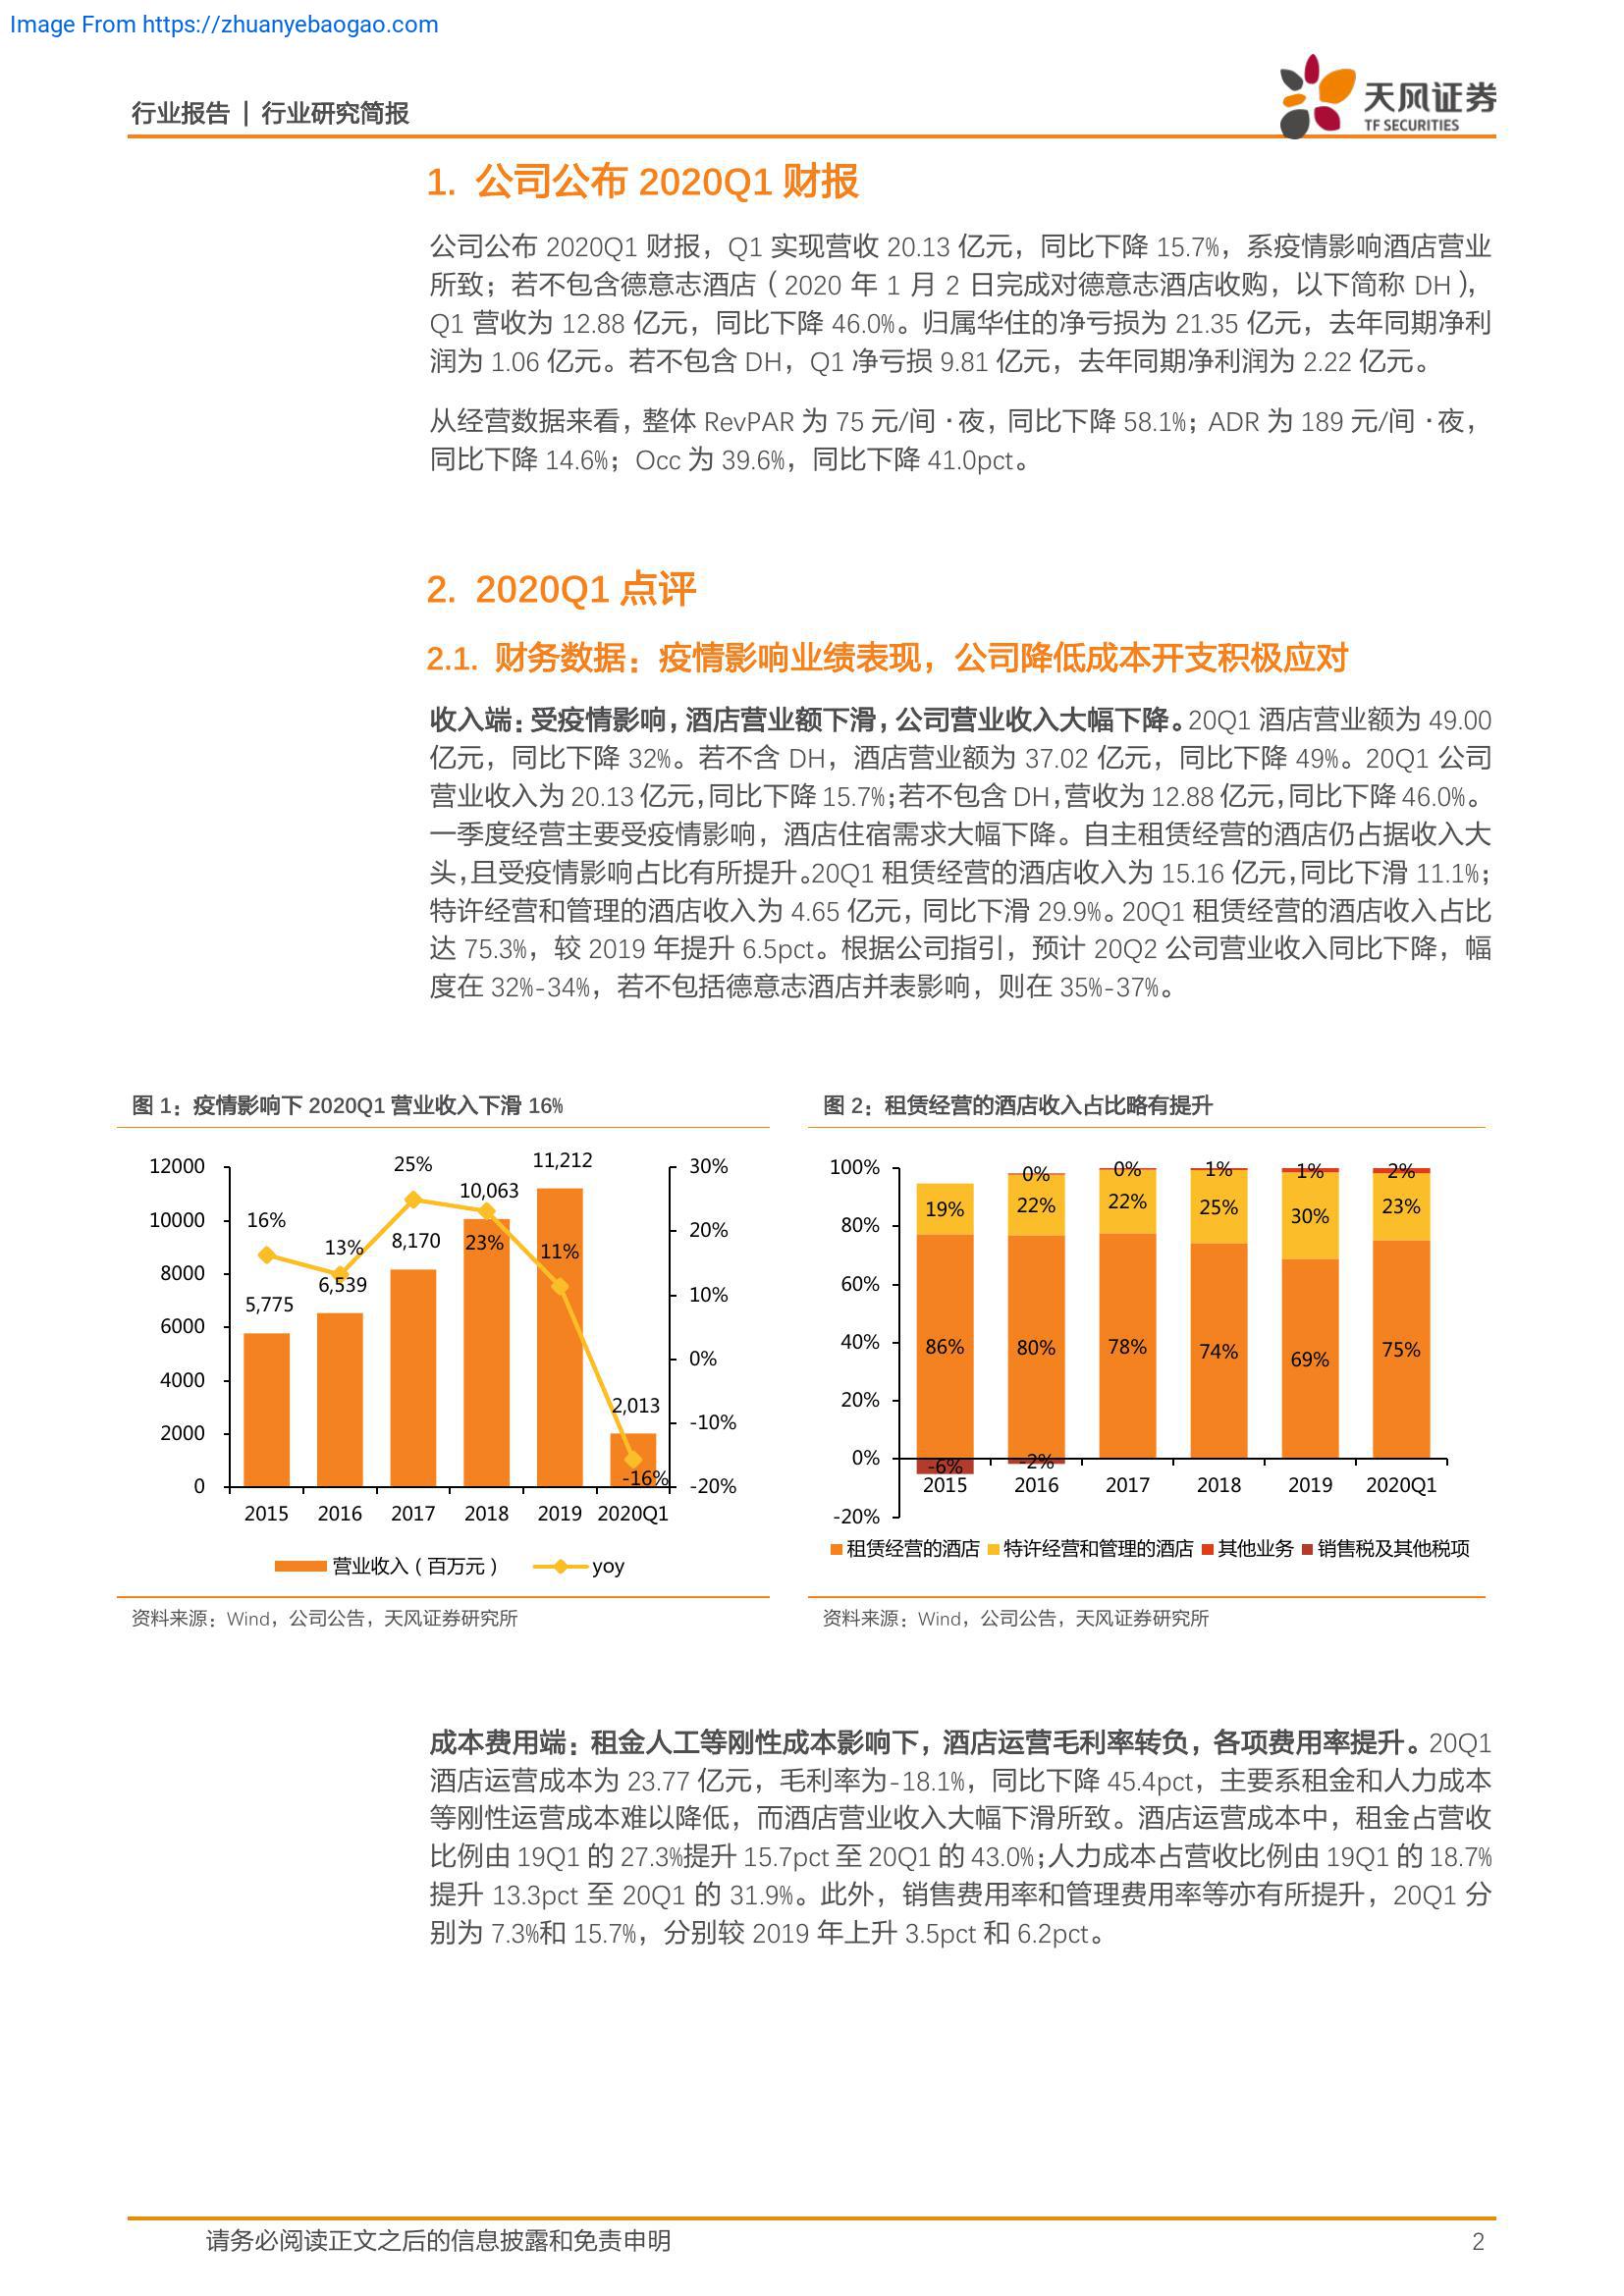 Image From https://zhuanyebaogao.com
行业报告 | 行业研究简报
天风证券
TF SECURITIES
1. 公司公布 2020Q1 财报
公司公布 2020Q1 财报，Q1 实现营收 20.13 亿元，同比下降 15.7%，系疫情影响酒店营业
所致；若不包含德意志酒店（2020 年 1 月 2 日完成对德意志酒店收购，以下简称 DH），
Q1 营收为 12.88 亿元，同比下降 46.0%。归属华住的净亏损为 21.35 亿元，去年同期净利
润为 1.06 亿元。若不包含 DH，Q1 净亏损 9.81 亿元，去年同期净利润为 2.22 亿元。
从经营数据来看，整体 RevPAR 为 75 元/间·夜，同比下降 58.1%；ADR 为 189 元/间·夜，
同比下降 14.6%；Occ 为 39.6%，同比下降 41.0pct。
2. 2020Q1 点评
2.1. 财务数据：疫情影响业绩表现，公司降低成本开支积极应对
收入端：受疫情影响，酒店营业额下滑，公司营业收入大幅下降。20Q1 酒店营业额为 49.00
亿元，同比下降 32%。若不含 DH，酒店营业额为 37.02 亿元，同比下降 49%。20Q1 公司
营业收入为 20.13 亿元，同比下降 15.7%；若不包含 DH，营收为 12.88 亿元，同比下降 46.0%。
一季度经营主要受疫情影响，酒店住宿需求大幅下降。自主租赁经营的酒店仍占据收入大
头，且受疫情影响占比有所提升。20Q1 租赁经营的酒店收入为 15.16 亿元，同比下滑 11.1%；
特许经营和管理的酒店收入为 4.65 亿元，同比下滑 29.9%。20Q1 租赁经营的酒店收入占比
达 75.3%，较 2019 年提升 6.5pct。根据公司指引，预计 20Q2 公司营业收入同比下降，幅
度在 32%-34%，若不包括德意志酒店并表影响，则在 35%-37%。
图 1：疫情影响下 2020Q1 营业收入下滑 16%
12000
10000
8000
6000
4000
2000
0
30%
20%
10%
0%
-10%
-20%
16%
13%
25%
23%
11%
-16%
5,775
6,539
8,170
10,063
11,212
2,013
2015 2016 2017 2018 2019 2020Q1
营业收入（百万元） yoy
资料来源：Wind，公司公告，天风证券研究所
图 2：租赁经营的酒店收入占比略有提升
100%
80%
60%
40%
20%
0%
-20%
0% 0% 1% 1% 2%
19% 22% 22% 25% 30% 23%
86% 80% 78% 74% 69% 75%
-6% -2%
2015 2016 2017 2018 2019 2020Q1
租赁经营的酒店 特许经营和管理的酒店 其他业务 销售税及其他税项
资料来源：Wind，公司公告，天风证券研究所
成本费用端：租金人工等刚性成本影响下，酒店运营毛利率转负，各项费用率提升。20Q1
酒店运营成本为 23.77 亿元，毛利率为-18.1%，同比下降 45.4pct，主要系租金和人力成本
等刚性运营成本难以降低，而酒店营业收入大幅下滑所致。酒店运营成本中，租金占营收
比例由 19Q1 的 27.3%提升 15.7pct 至 20Q1 的 43.0%；人力成本占营收比例由 19Q1 的 18.7%
提升 13.3pct 至 20Q1 的 31.9%。此外，销售费用率和管理费用率等亦有所提升，20Q1 分
别为 7.3%和 15.7%，分别较 2019 年上升 3.5pct 和 6.2pct。
请务必阅读正文之后的信息披露和免责申明
2